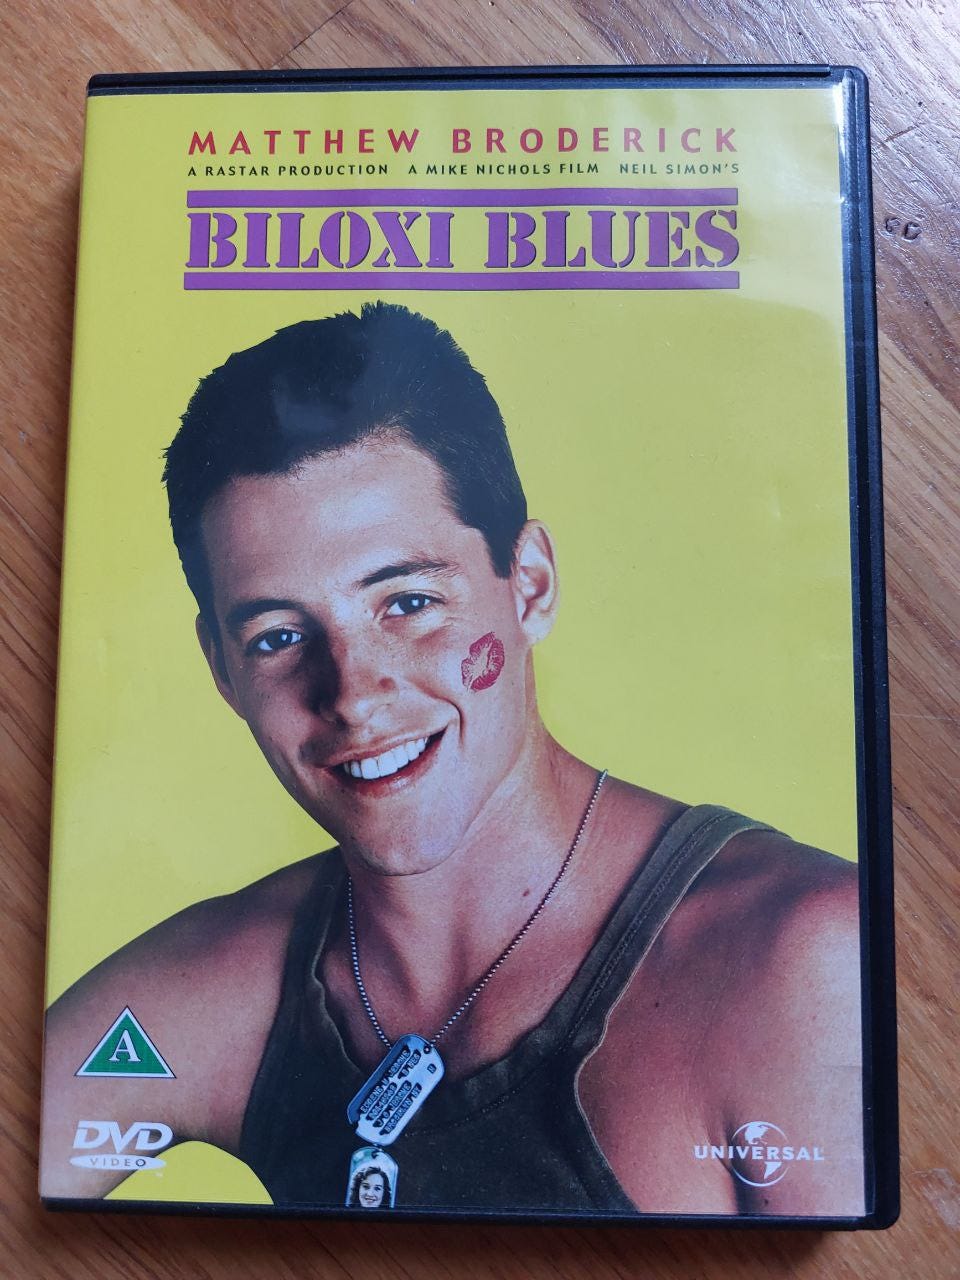 MATTHEW BRODERICK
A RASTAR PRODUCTION A MIKE NICHOLS FILM NEIL SIMON'S
BILOXI BLUES
A
DVD
VIDEO
UNIVERSAL